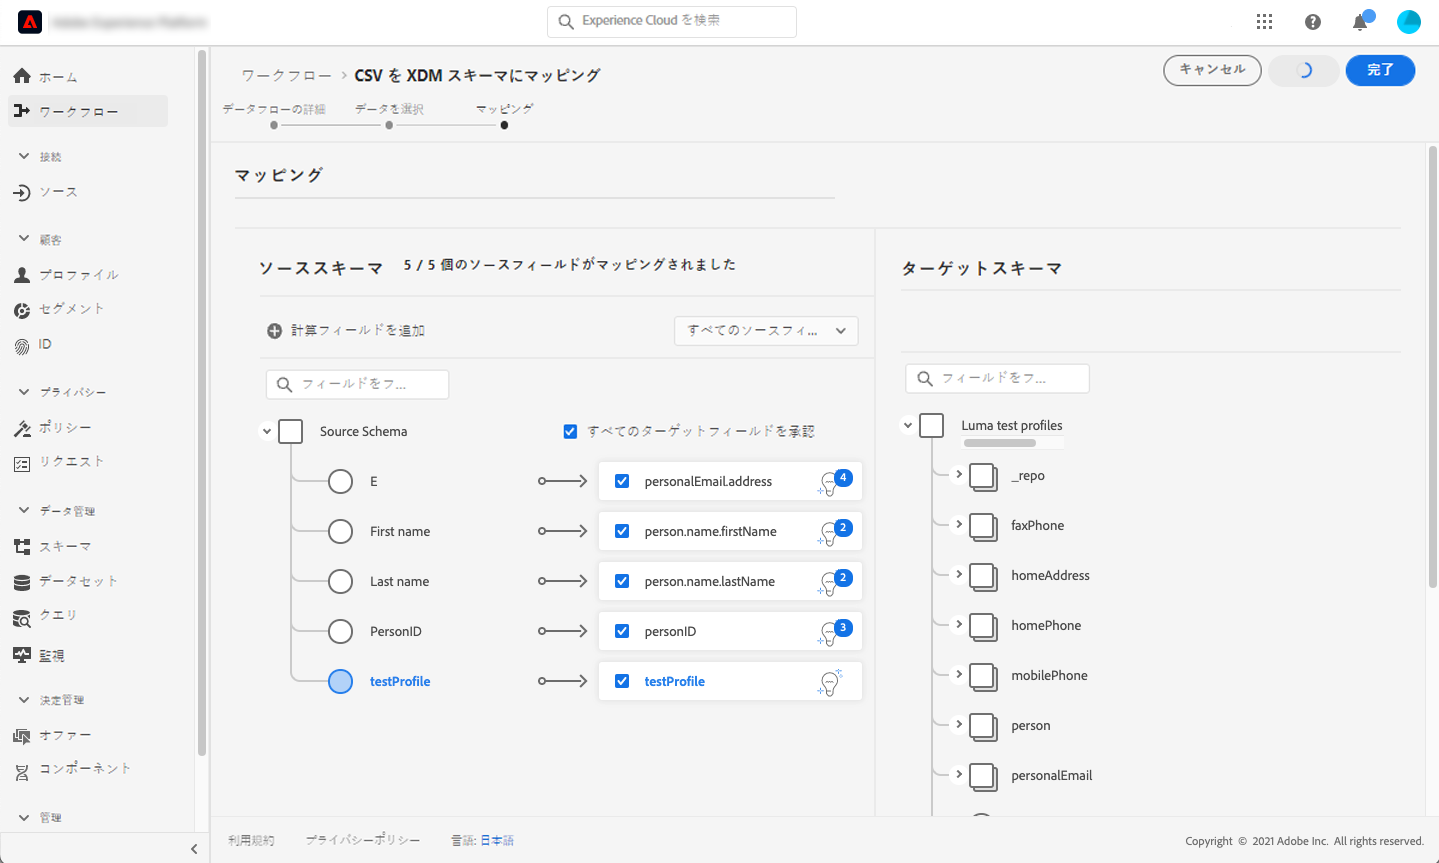 Experience Cloud を検索
ホーム
ワークフロー
接続
ソース
顧客
プロファイル
セグメント
ID
プライバシー
ポリシー
リクエスト
データ管理
スキーマ
データセット
クエリ
監視
決定管理
オファー
コンポーネント
管理
ワークフロー > CSV を XDM スキーマにマッピング
キャンセル
完了
データフローの詳細 データを選択 マッピング
マッピング
ソーススキーマ 5 / 5 個のソースフィールドがマッピングされました
計算フィールドを追加 すべてのソースフィ...
フィールドをフ...
Source Schema すべてのターゲットフィールドを承認
E personalEmail.address 4
First name person.name.firstName 2
Last name person.name.lastName 2
PersonID personID 3
testProfile testProfile
ターゲットスキーマ
フィールドをフ...
Luma test profiles
_repo
faxPhone
homeAddress
homePhone
mobilePhone
person
personalEmail
利用規約 プライバシーポリシー 言語: 日本語
Copyright © 2021 Adobe Inc. All rights reserved.